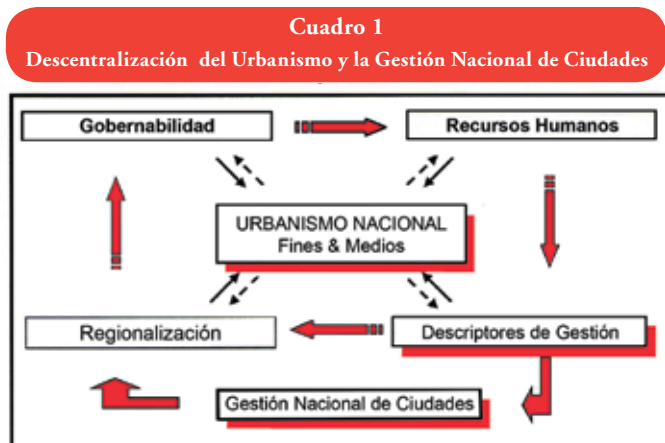 Cuadro 1
Descentralización del Urbanismo y la Gestión Nacional de Ciudades
Gobernabilidad
Recursos Humanos
URBANISMO NACIONAL
Fines & Medios
Regionalización
Descriptores de Gestión
Gestión Nacional de Ciudades